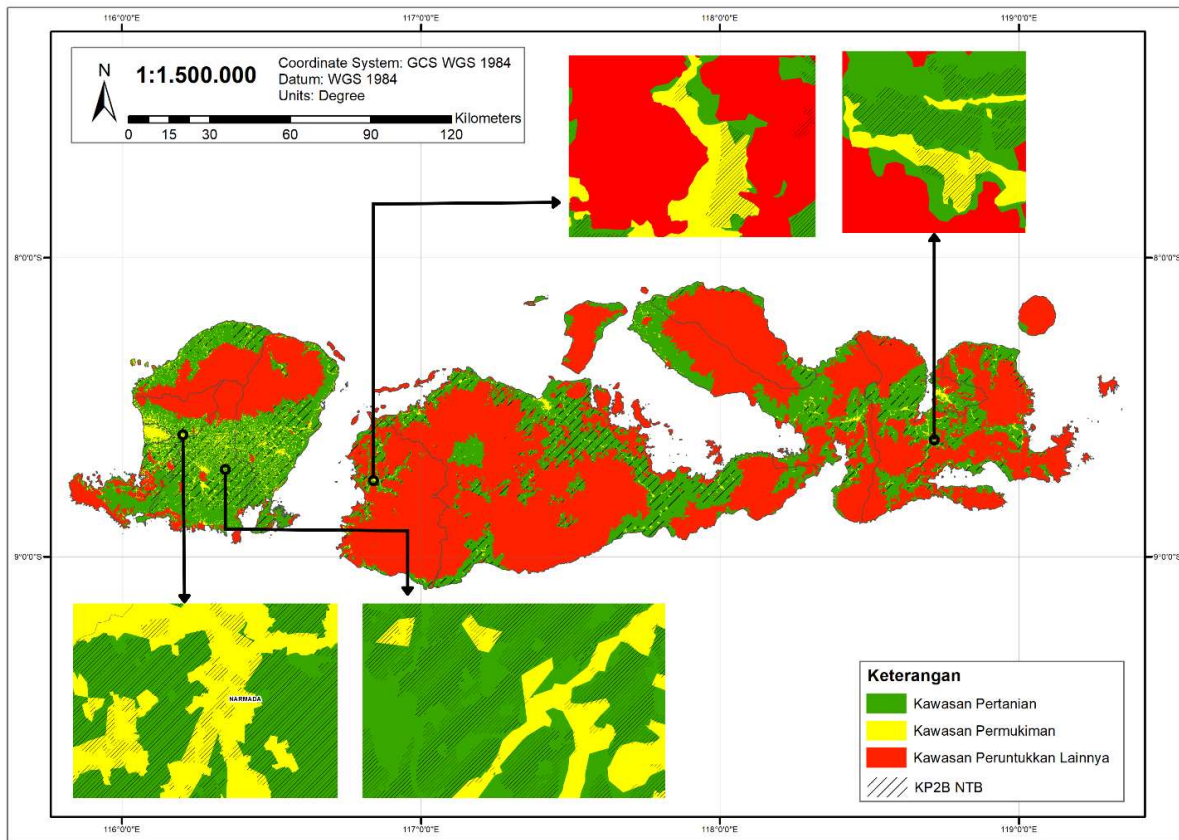 116°0'0"E 117°0'0"E 118°0'0"E 119°0'0"E
N
1:1.500.000
Coordinate System: GCS WGS 1984
Datum: WGS 1984
Units: Degree
Kilometers
0 15 30 60 90 120
8°0'0"S 8°0'0"S
9°0'0"S 9°0'0"S
NARMADA
Keterangan
Kawasan Pertanian
Kawasan Permukiman
Kawasan Peruntukkan Lainnya
KP2B NTB
116°0'0"E 117°0'0"E 118°0'0"E 119°0'0"E